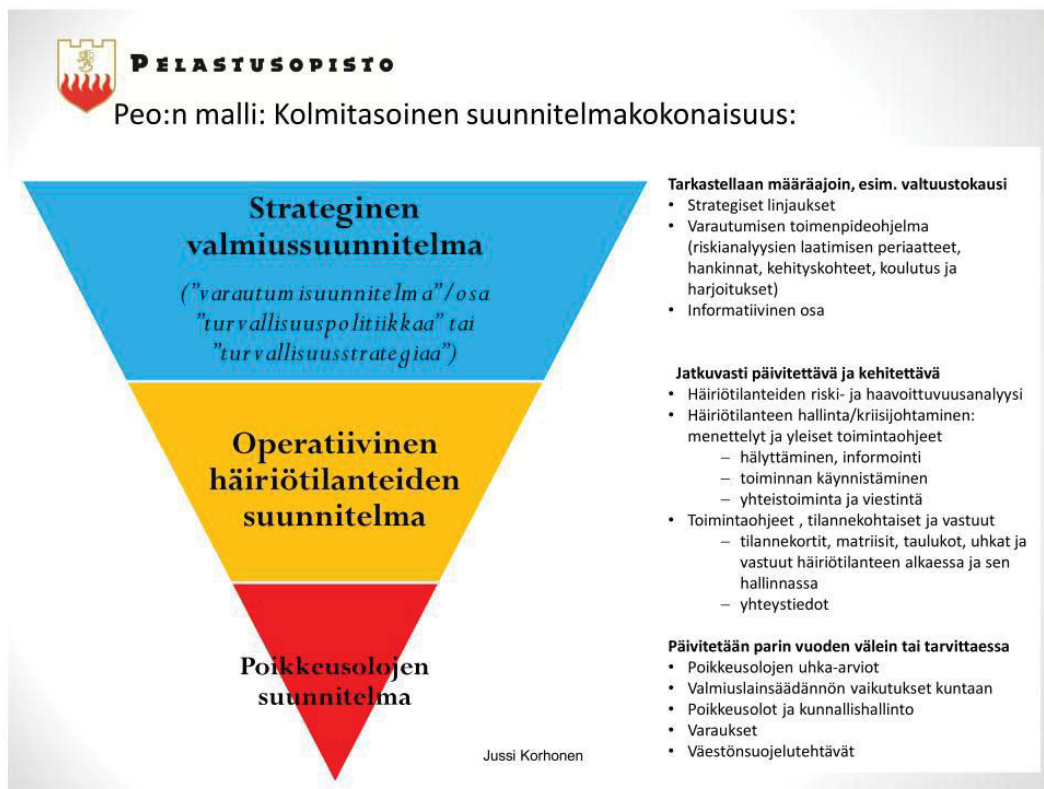 PELASTUSOPISTO
Peo:n malli: Kolmitasoinen suunnitelmakokonaisuus:
Strateginen
valmiussuunnitelma
("varautumisuunnitelma"/osa
"turvallisuuspolitiikkaa" tai
"turvallisuusstrategiaa")
Operatiivinen
häiriötilanteiden
suunnitelma
Poikkeusolojen
suunnitelma
Tarkastellaan määräajoin, esim. valtuustokausi
• Strategiset linjaukset
• Varautumisen toimenpideohjelma
(riskianalyysien laatimisen periaatteet,
hankinnat, kehityskohteet, koulutus ja
harjoitukset)
• Informatiivinen osa
Jatkuvasti päivitettävä ja kehitettävä
• Häiriötilanteiden riski- ja haavoittuvuusanalyysi
• Häiriötilanteen hallinta/kriisijohtaminen:
menettelyt ja yleiset toimintaohjeet
– hälyttäminen, informointi
– toiminnan käynnistäminen
– yhteistoiminta ja viestintä
• Toimintaohjeet , tilannekohtaiset ja vastuut
– tilannekortit, matriisit, taulukot, uhkat ja
vastuut häiriötilanteen alkaessa ja sen
hallinnassa
– yhteystiedot
Päivitetään parin vuoden välein tai tarvittaessa
• Poikkeusolojen uhka-arviot
• Valmiuslainsäädännön vaikutukset kuntaan
• Poikkeusolot ja kunnallishallinto
• Varaukset
• Väestönsuojelutehtävät
Jussi Korhonen